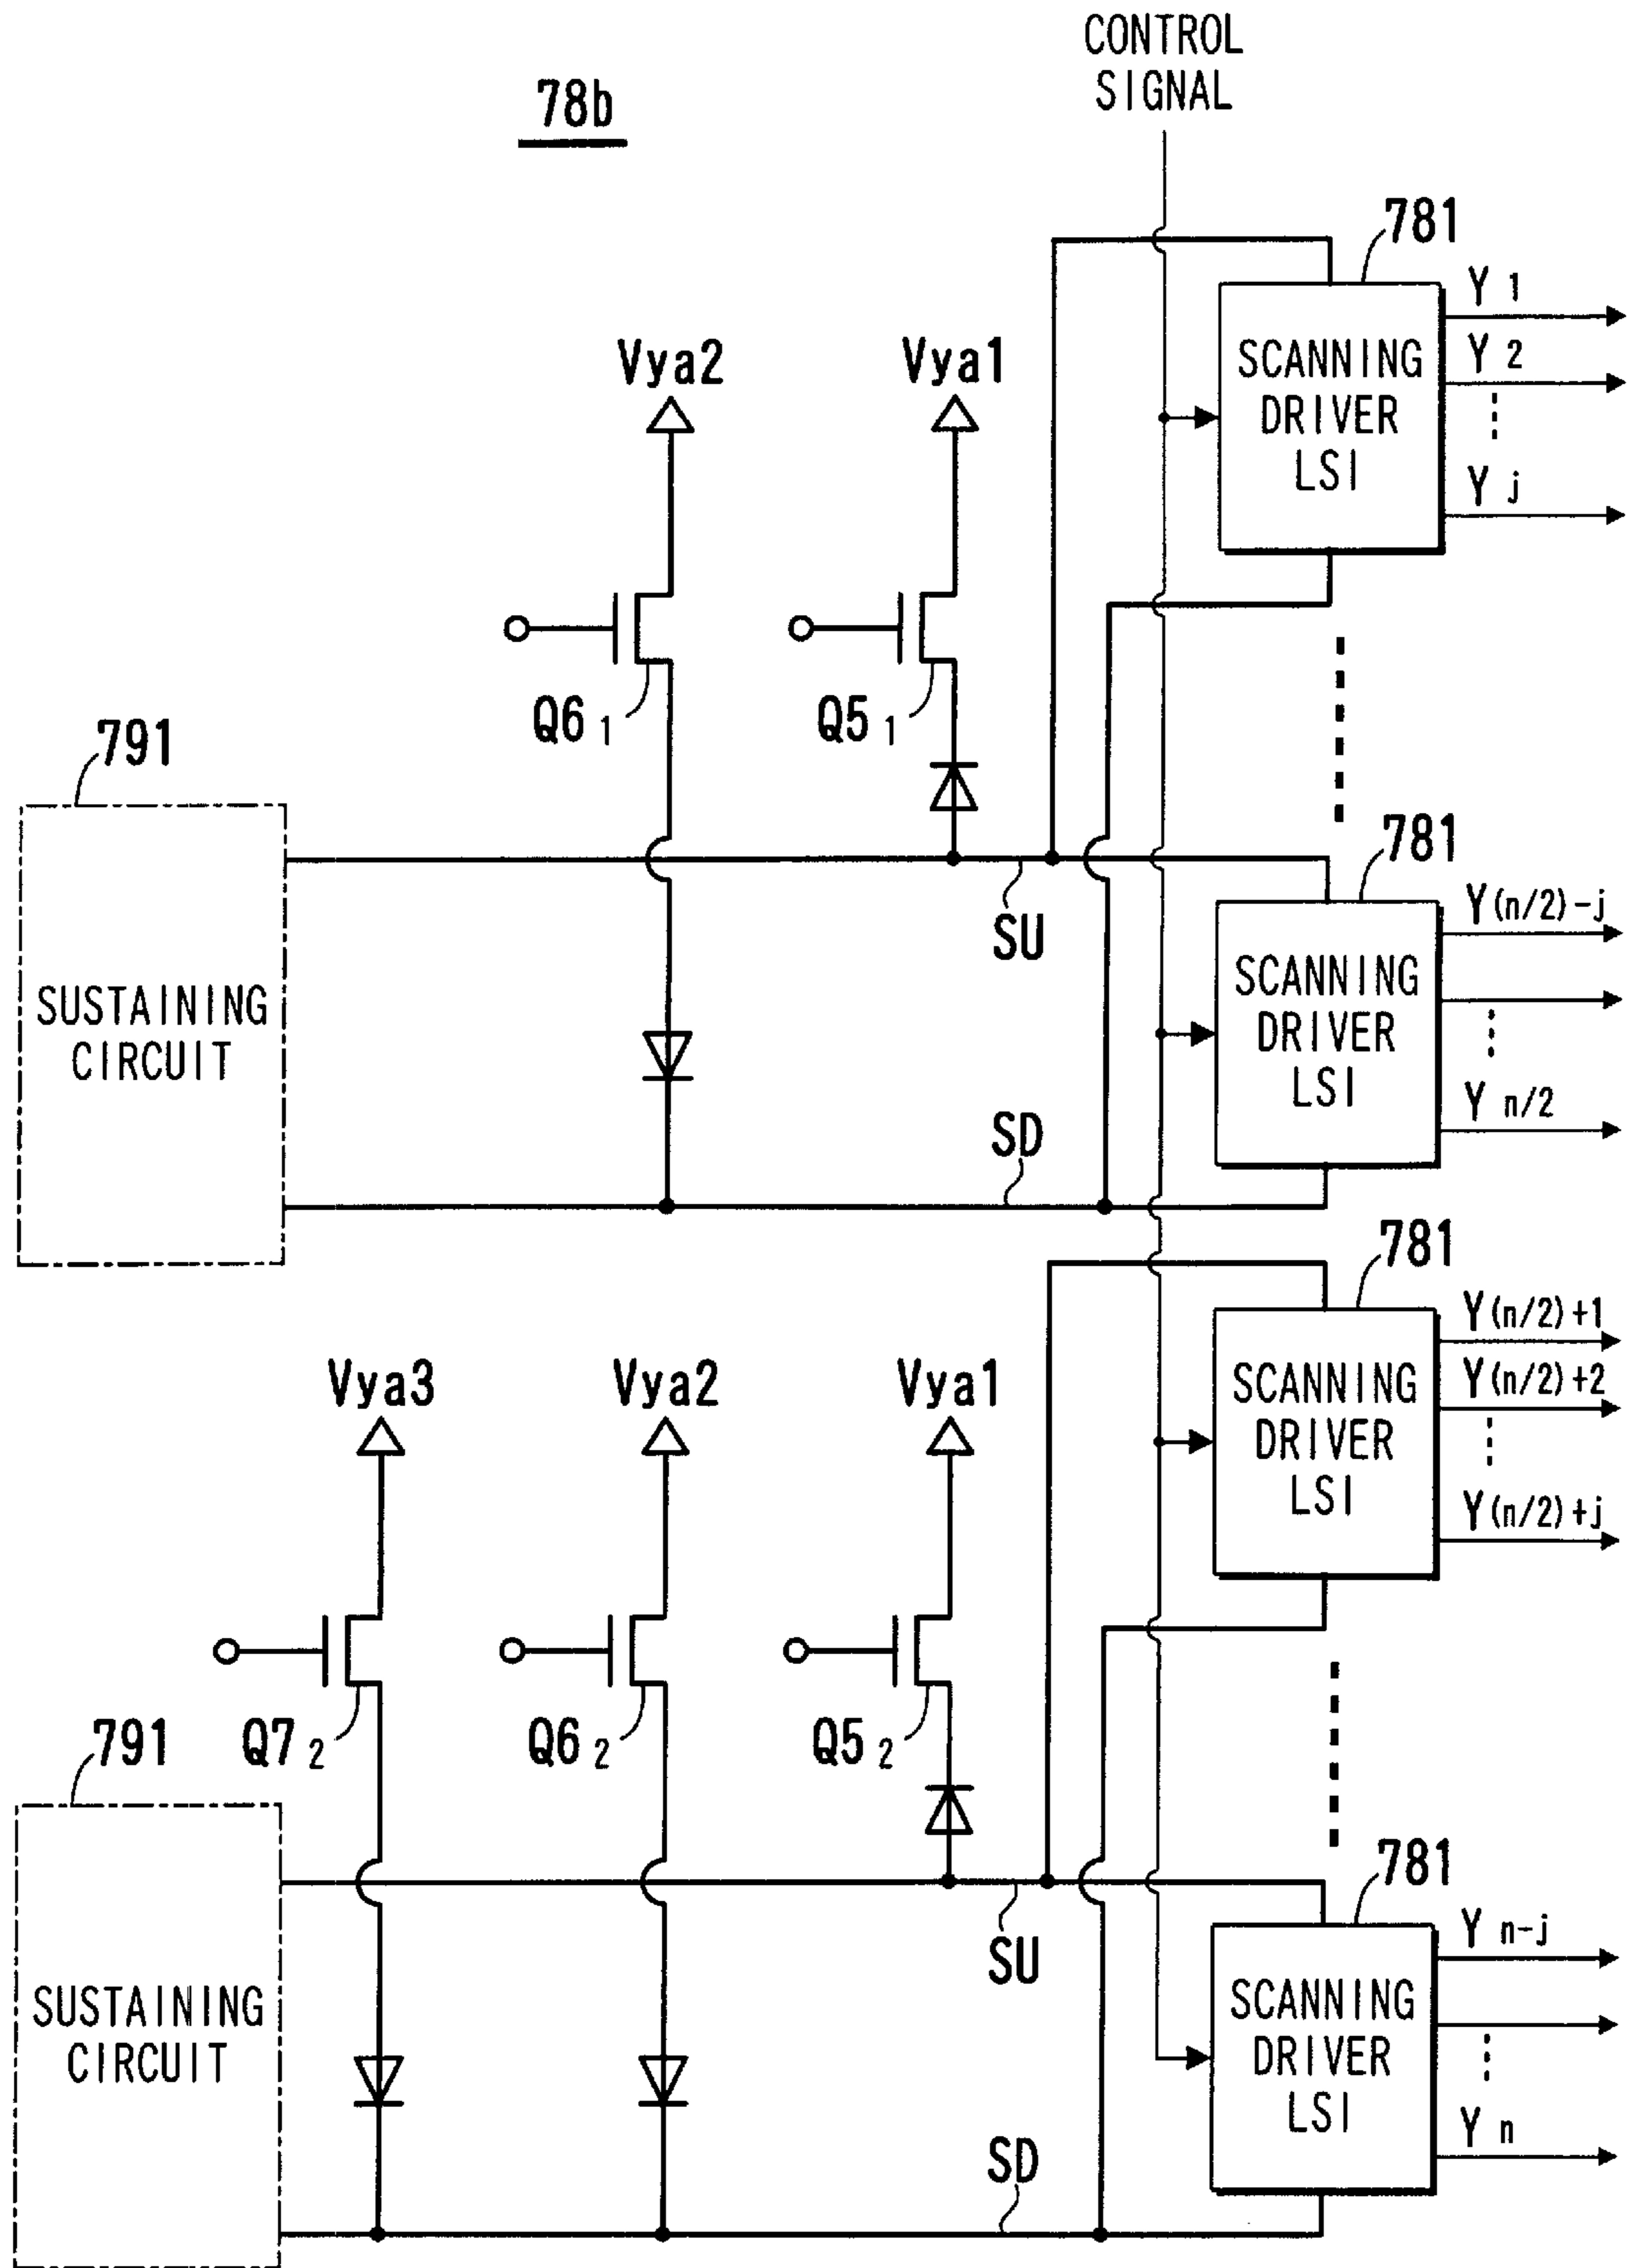 78b
CONTROL
SIGNAL
781
Y 1
Y 2
Y j
SCANNING
DRIVER
LSI
Vya2
Vya1
Q6 1
Q5 1
791
SUSTAINING
CIRCUIT
SU
SD
781
SCANNING
DRIVER
LSI
Y(n/2)-j
Y n/2
781
SCANNING
DRIVER
LSI
Y(n/2)+1
Y(n/2)+2
Y(n/2)+j
Vya3
Vya2
Vya1
Q7 2
Q6 2
Q5 2
791
SUSTAINING
CIRCUIT
SU
SD
781
SCANNING
DRIVER
LSI
Y n-j
Y n